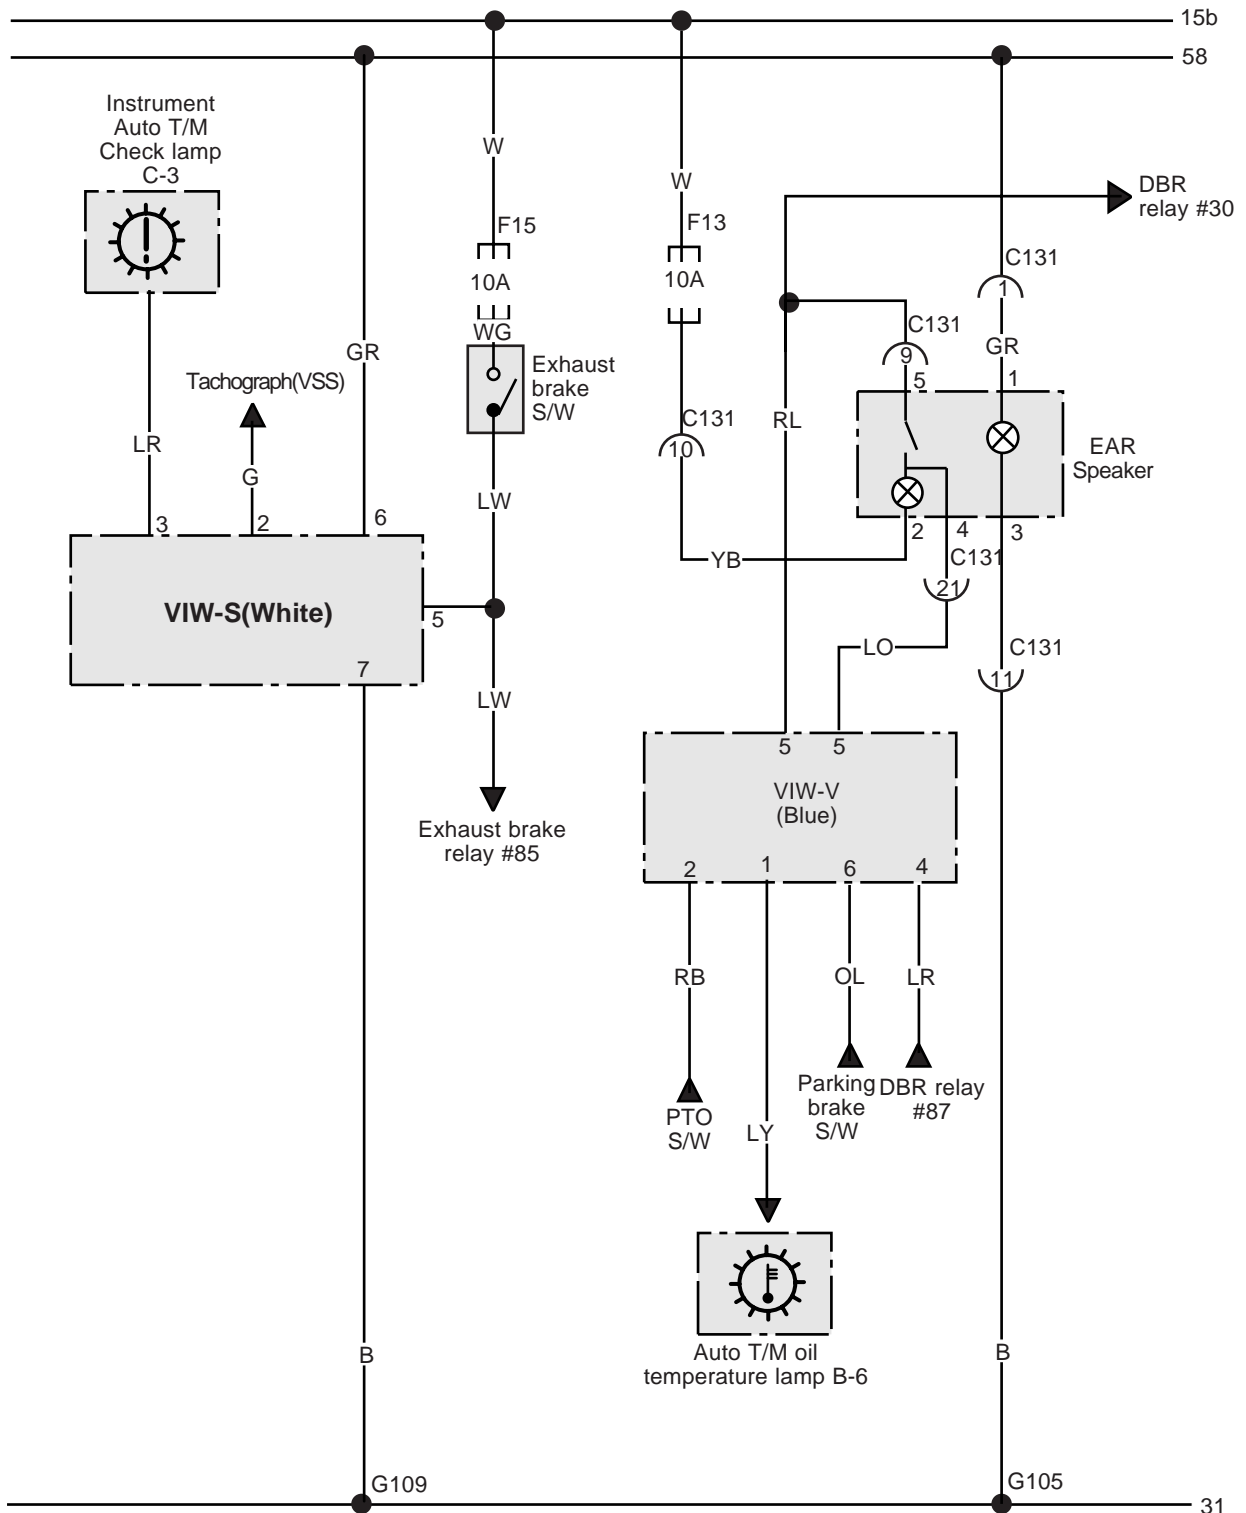 15b
58
Instrument
Auto T/M
Check lamp
C-3
W
W
DBR
relay #30
F15
F13
10A
10A
C131
1
WG
GR
GR
C131
9
Exhaust
brake
S/W
Tachograph(VSS)
5
1
C131
10
RL
EAR
Speaker
LR
G
LW
3
2
6
2
4
3
YB
C131
21
VIW-S(White)
5
LO
C131
11
7
LW
5
5
VIW-V
(Blue)
Exhaust brake
relay #85
2
1
6
4
RB
OL
LR
PTO
S/W
LY
Parking
brake
S/W
DBR relay
#87
Auto T/M oil
temperature lamp B-6
B
B
G109
G105
31